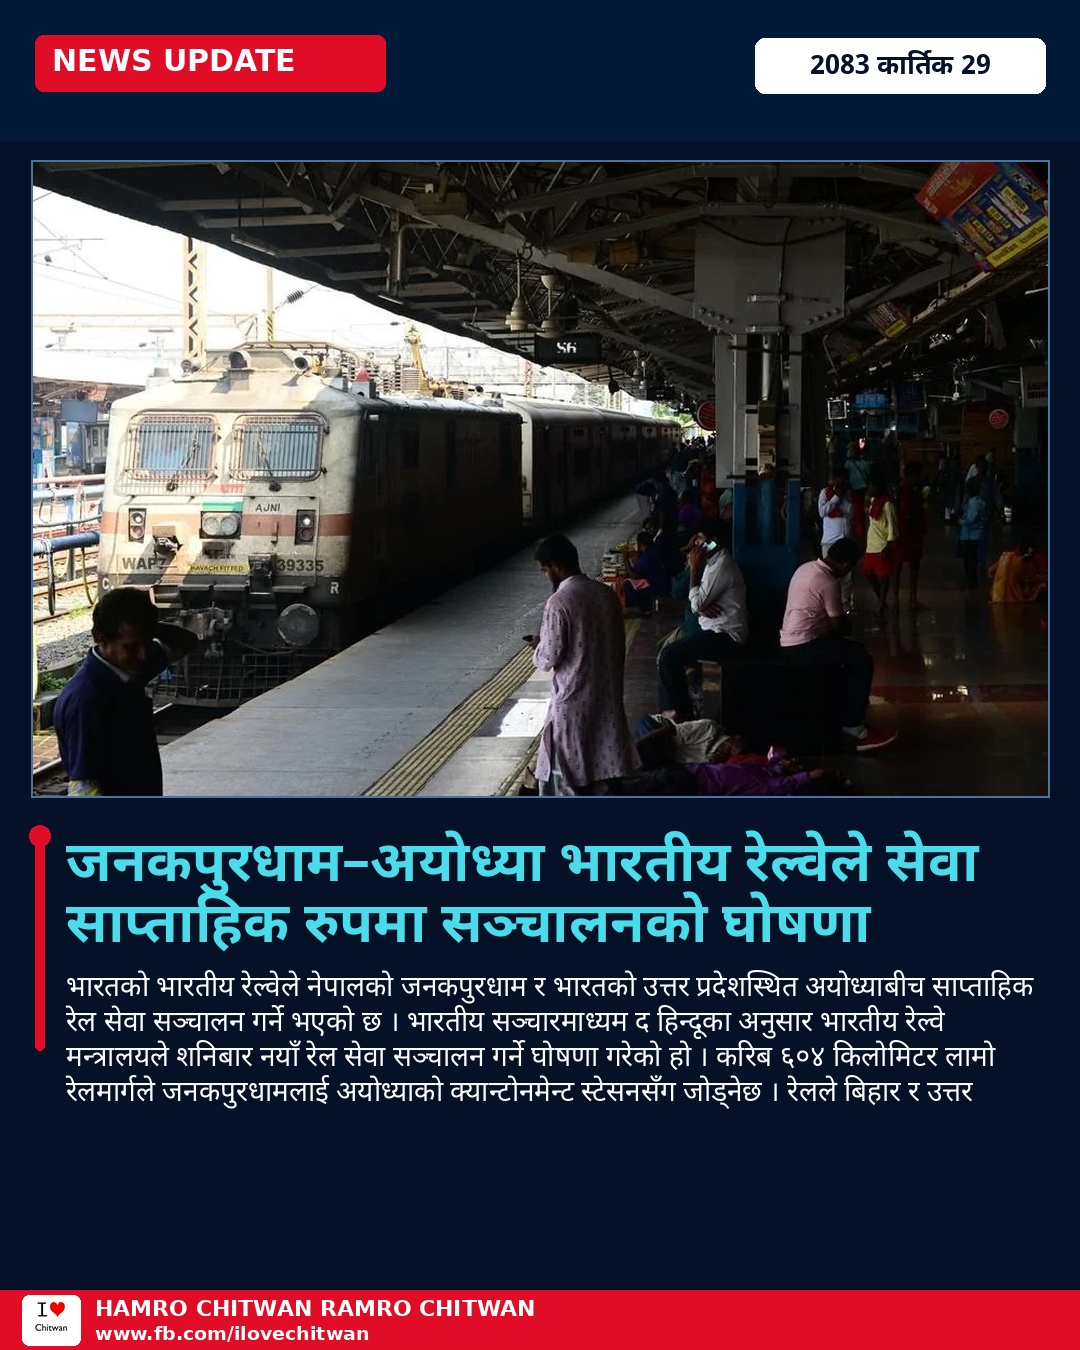 NEWS UPDATE
2083 कार्तिक 29
S6
AJNI
WAP7
KAVACH FITTED
39335
R
जनकपुरधाम–अयोध्या भारतीय रेल्वेले सेवा
साप्ताहिक रुपमा सञ्चालनको घोषणा
भारतको भारतीय रेल्वेले नेपालको जनकपुरधाम र भारतको उत्तर प्रदेशस्थित अयोध्याबीच साप्ताहिक
रेल सेवा सञ्चालन गर्ने भएको छ । भारतीय सञ्चारमाध्यम द हिन्दूका अनुसार भारतीय रेल्वे
मन्त्रालयले शनिबार नयाँ रेल सेवा सञ्चालन गर्ने घोषणा गरेको हो । करिब ६०४ किलोमिटर लामो
रेलमार्गले जनकपुरधामलाई अयोध्याको क्यान्टोनमेन्ट स्टेसनसँग जोड्नेछ । रेलले बिहार र उत्तर
I ❤
Chitwan
HAMRO CHITWAN RAMRO CHITWAN
www.fb.com/ilovechitwan